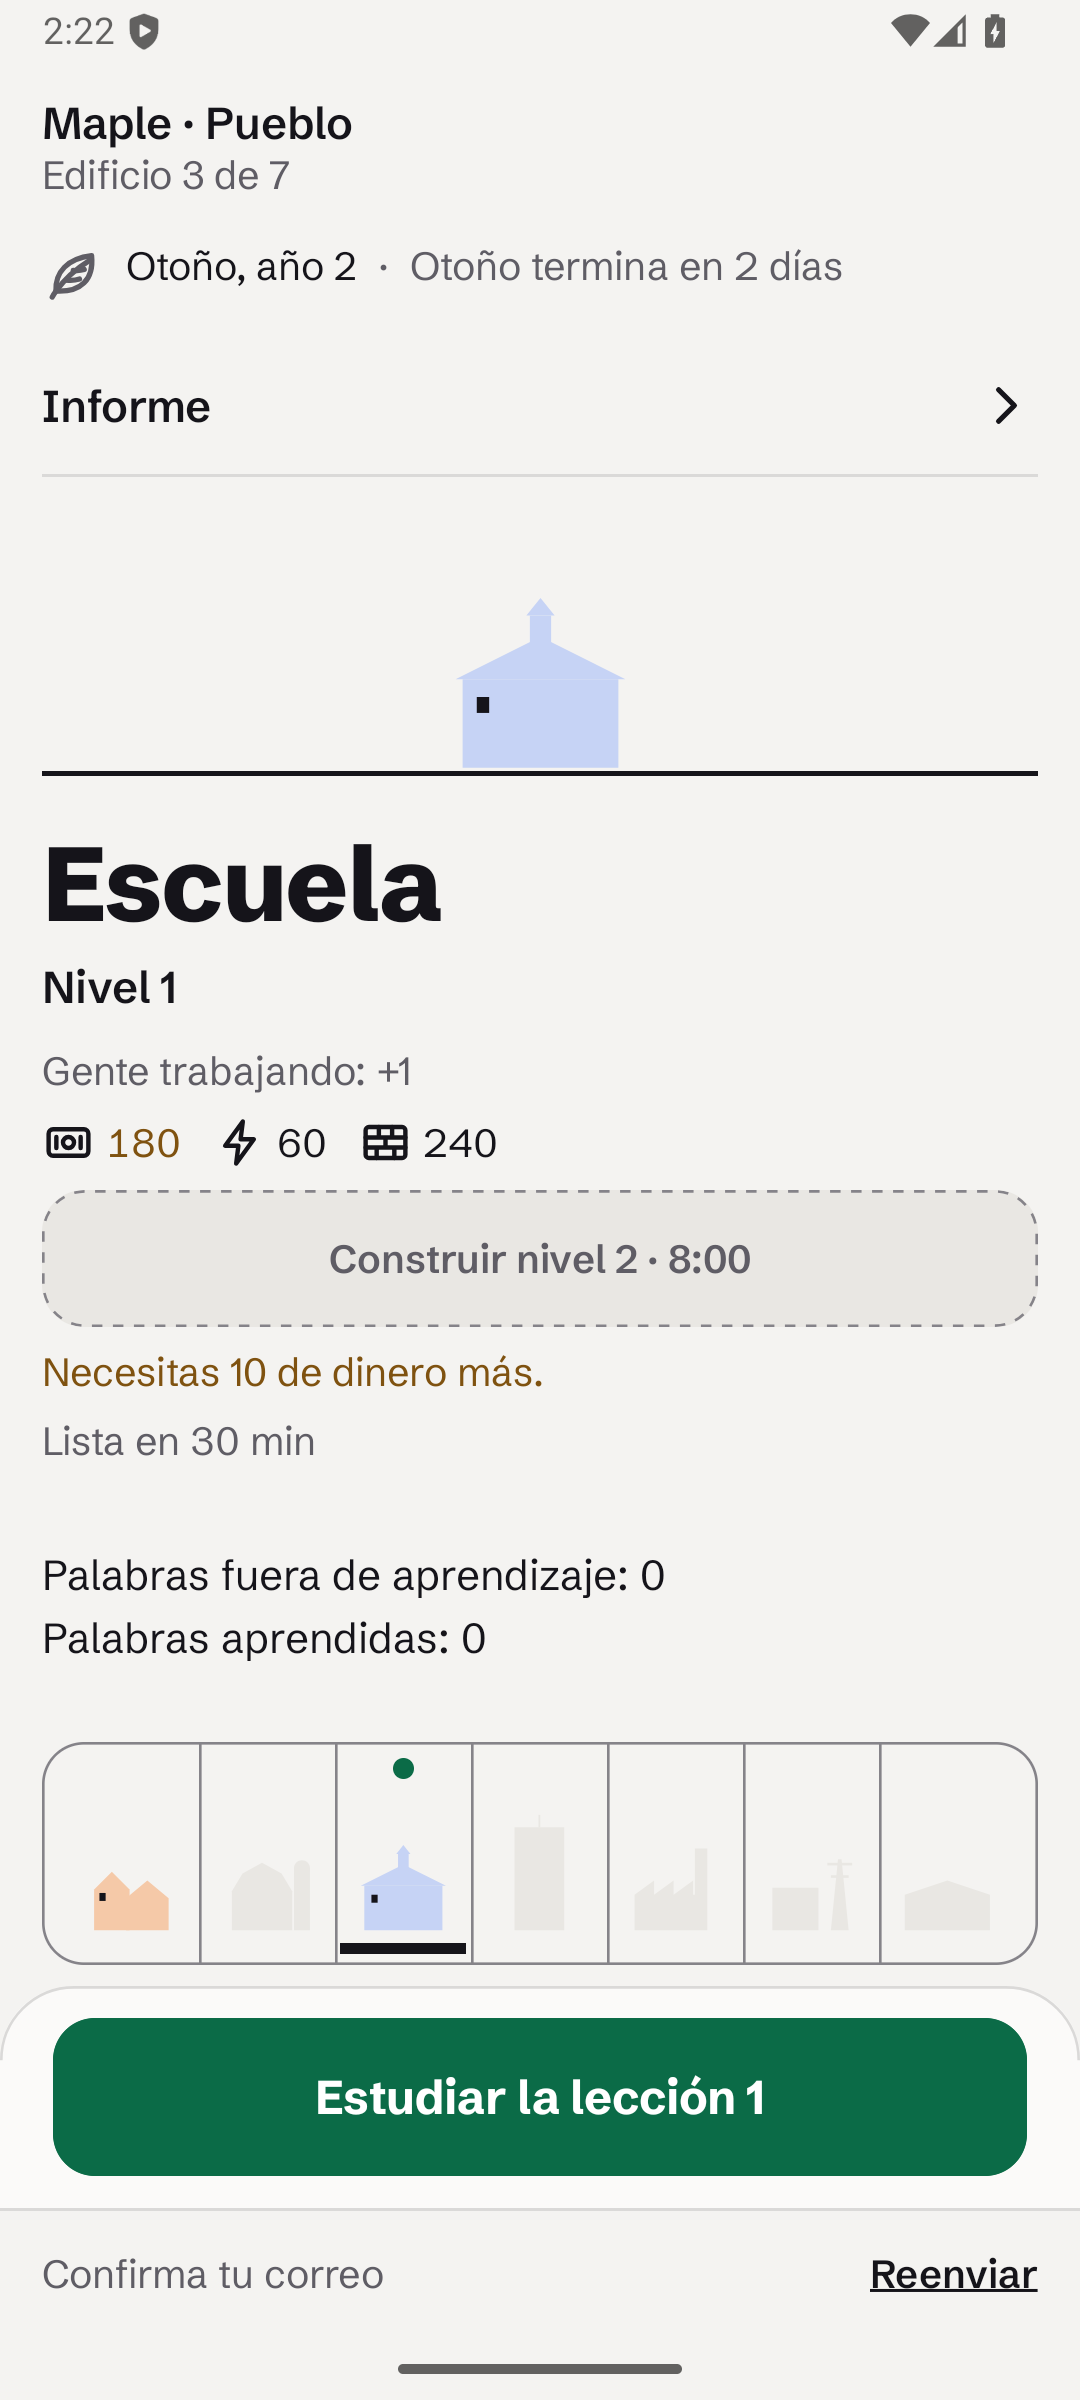 2:22
Maple · Pueblo
Edificio 3 de 7
Otoño, año 2 · Otoño termina en 2 días
Informe
Escuela
Nivel 1
Gente trabajando: +1
180 60 240
Construir nivel 2 · 8:00
Necesitas 10 de dinero más.
Lista en 30 min
Palabras fuera de aprendizaje: 0
Palabras aprendidas: 0
Estudiar la lección 1
Confirma tu correo Reenviar